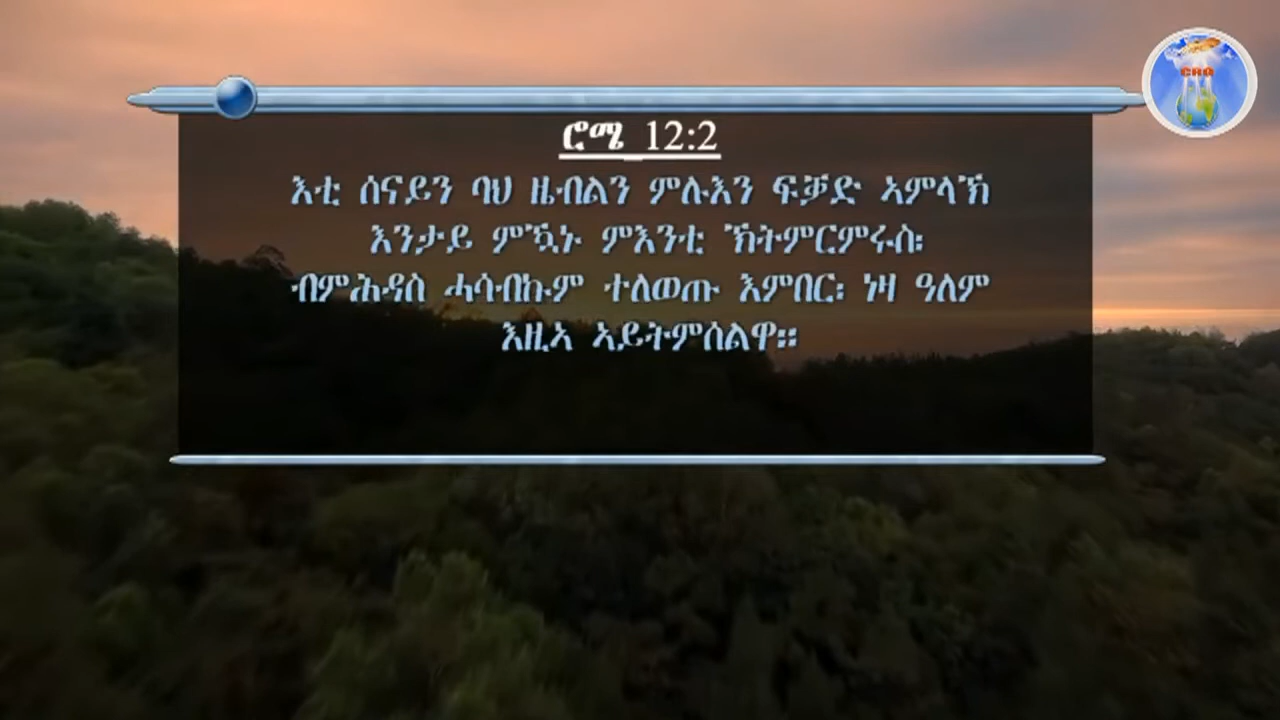 ሮሜ 12:2
እቲ ሰናይን ባህ ዜብልን ምሉእን ፍቓድ ኣምላኽ
እንታይ ምዃኑ ምእንቲ ኽትምርምሩስ፡
ብምሕዳስ ሓሳብኩም ተለወጡ እምበር፤ ነዛ ዓለም
እዚኣ ኣይትምሰልዋ።
CRQ